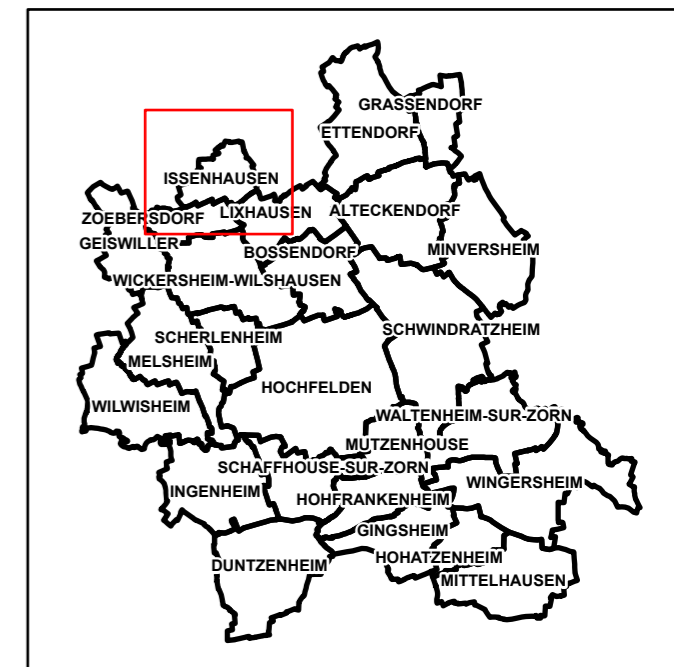 GRASSENDORF
ETTENDORF
ISSENHAUSEN
ZOEBERSDORF
LIXHAUSEN
ALTECKENDORF
GEISWILLER
BOSSENDORF
MINVERSHEIM
WICKERSHEIM-WILSHAUSEN
SCHWINDRATZHEIM
SCHERLENHEIM
MELSHEIM
HOCHFELDEN
WILWISHEIM
WALTENHEIM-SUR-ZORN
MUTZENHOUSE
SCHAFFHOUSE-SUR-ZORN
INGENHEIM
WINGERSHEIM
HOHFRANKENHEIM
GINGSHEIM
DUNTZENHEIM
HOHATZENHEIM
MITTELHAUSEN